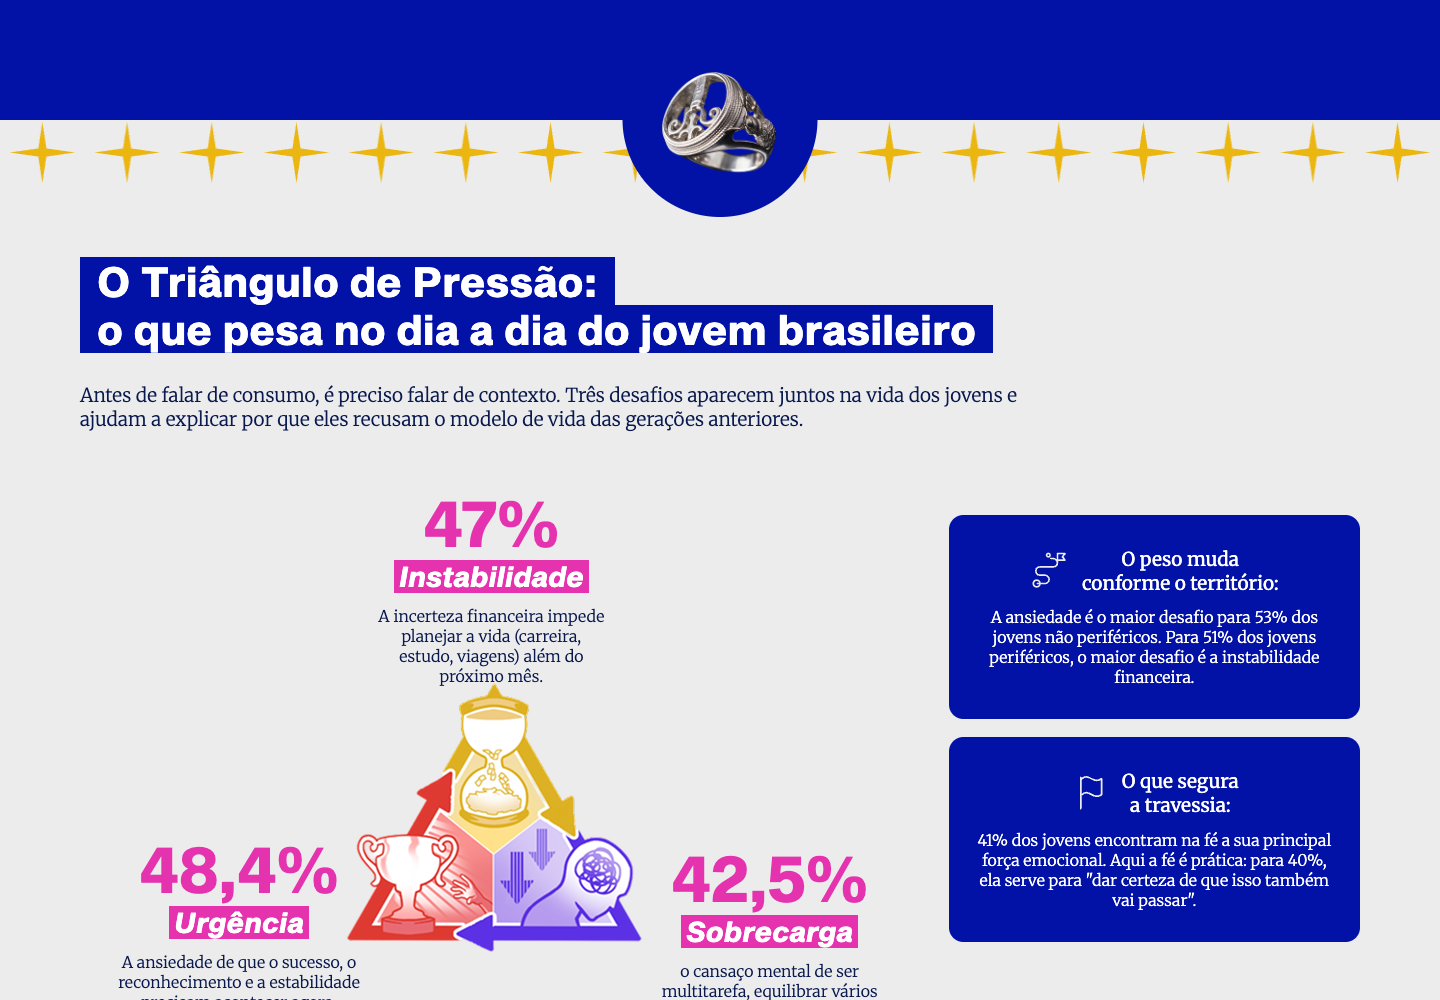 O Triângulo de Pressão:
o que pesa no dia a dia do jovem brasileiro
Antes de falar de consumo, é preciso falar de contexto. Três desafios aparecem juntos na vida dos jovens e
ajudam a explicar por que eles recusam o modelo de vida das gerações anteriores.
47%
Instabilidade
A incerteza financeira impede
planejar a vida (carreira,
estudo, viagens) além do
próximo mês.
48,4%
Urgência
A ansiedade de que o sucesso, o
reconhecimento e a estabilidade
42,5%
Sobrecarga
o cansaço mental de ser
multitarefa, equilibrar vários
O peso muda
conforme o território:
A ansiedade é o maior desafio para 53% dos
jovens não periféricos. Para 51% dos jovens
periféricos, o maior desafio é a instabilidade
financeira.
O que segura
a travessia:
41% dos jovens encontram na fé a sua principal
força emocional. Aqui a fé é prática: para 40%,
ela serve para "dar certeza de que isso também
vai passar".